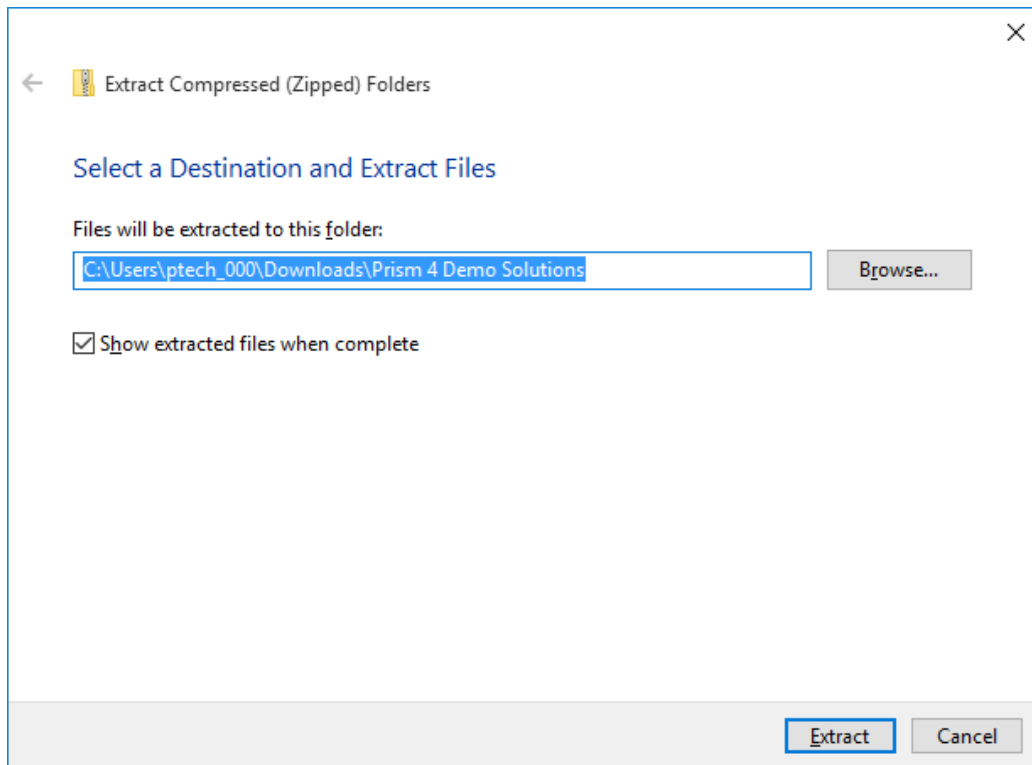 Extract Compressed (Zipped) Folders
Select a Destination and Extract Files
Files will be extracted to this folder:
C:\Users\ptech_000\Downloads\Prism 4 Demo Solutions
Browse...
Show extracted files when complete
Extract
Cancel